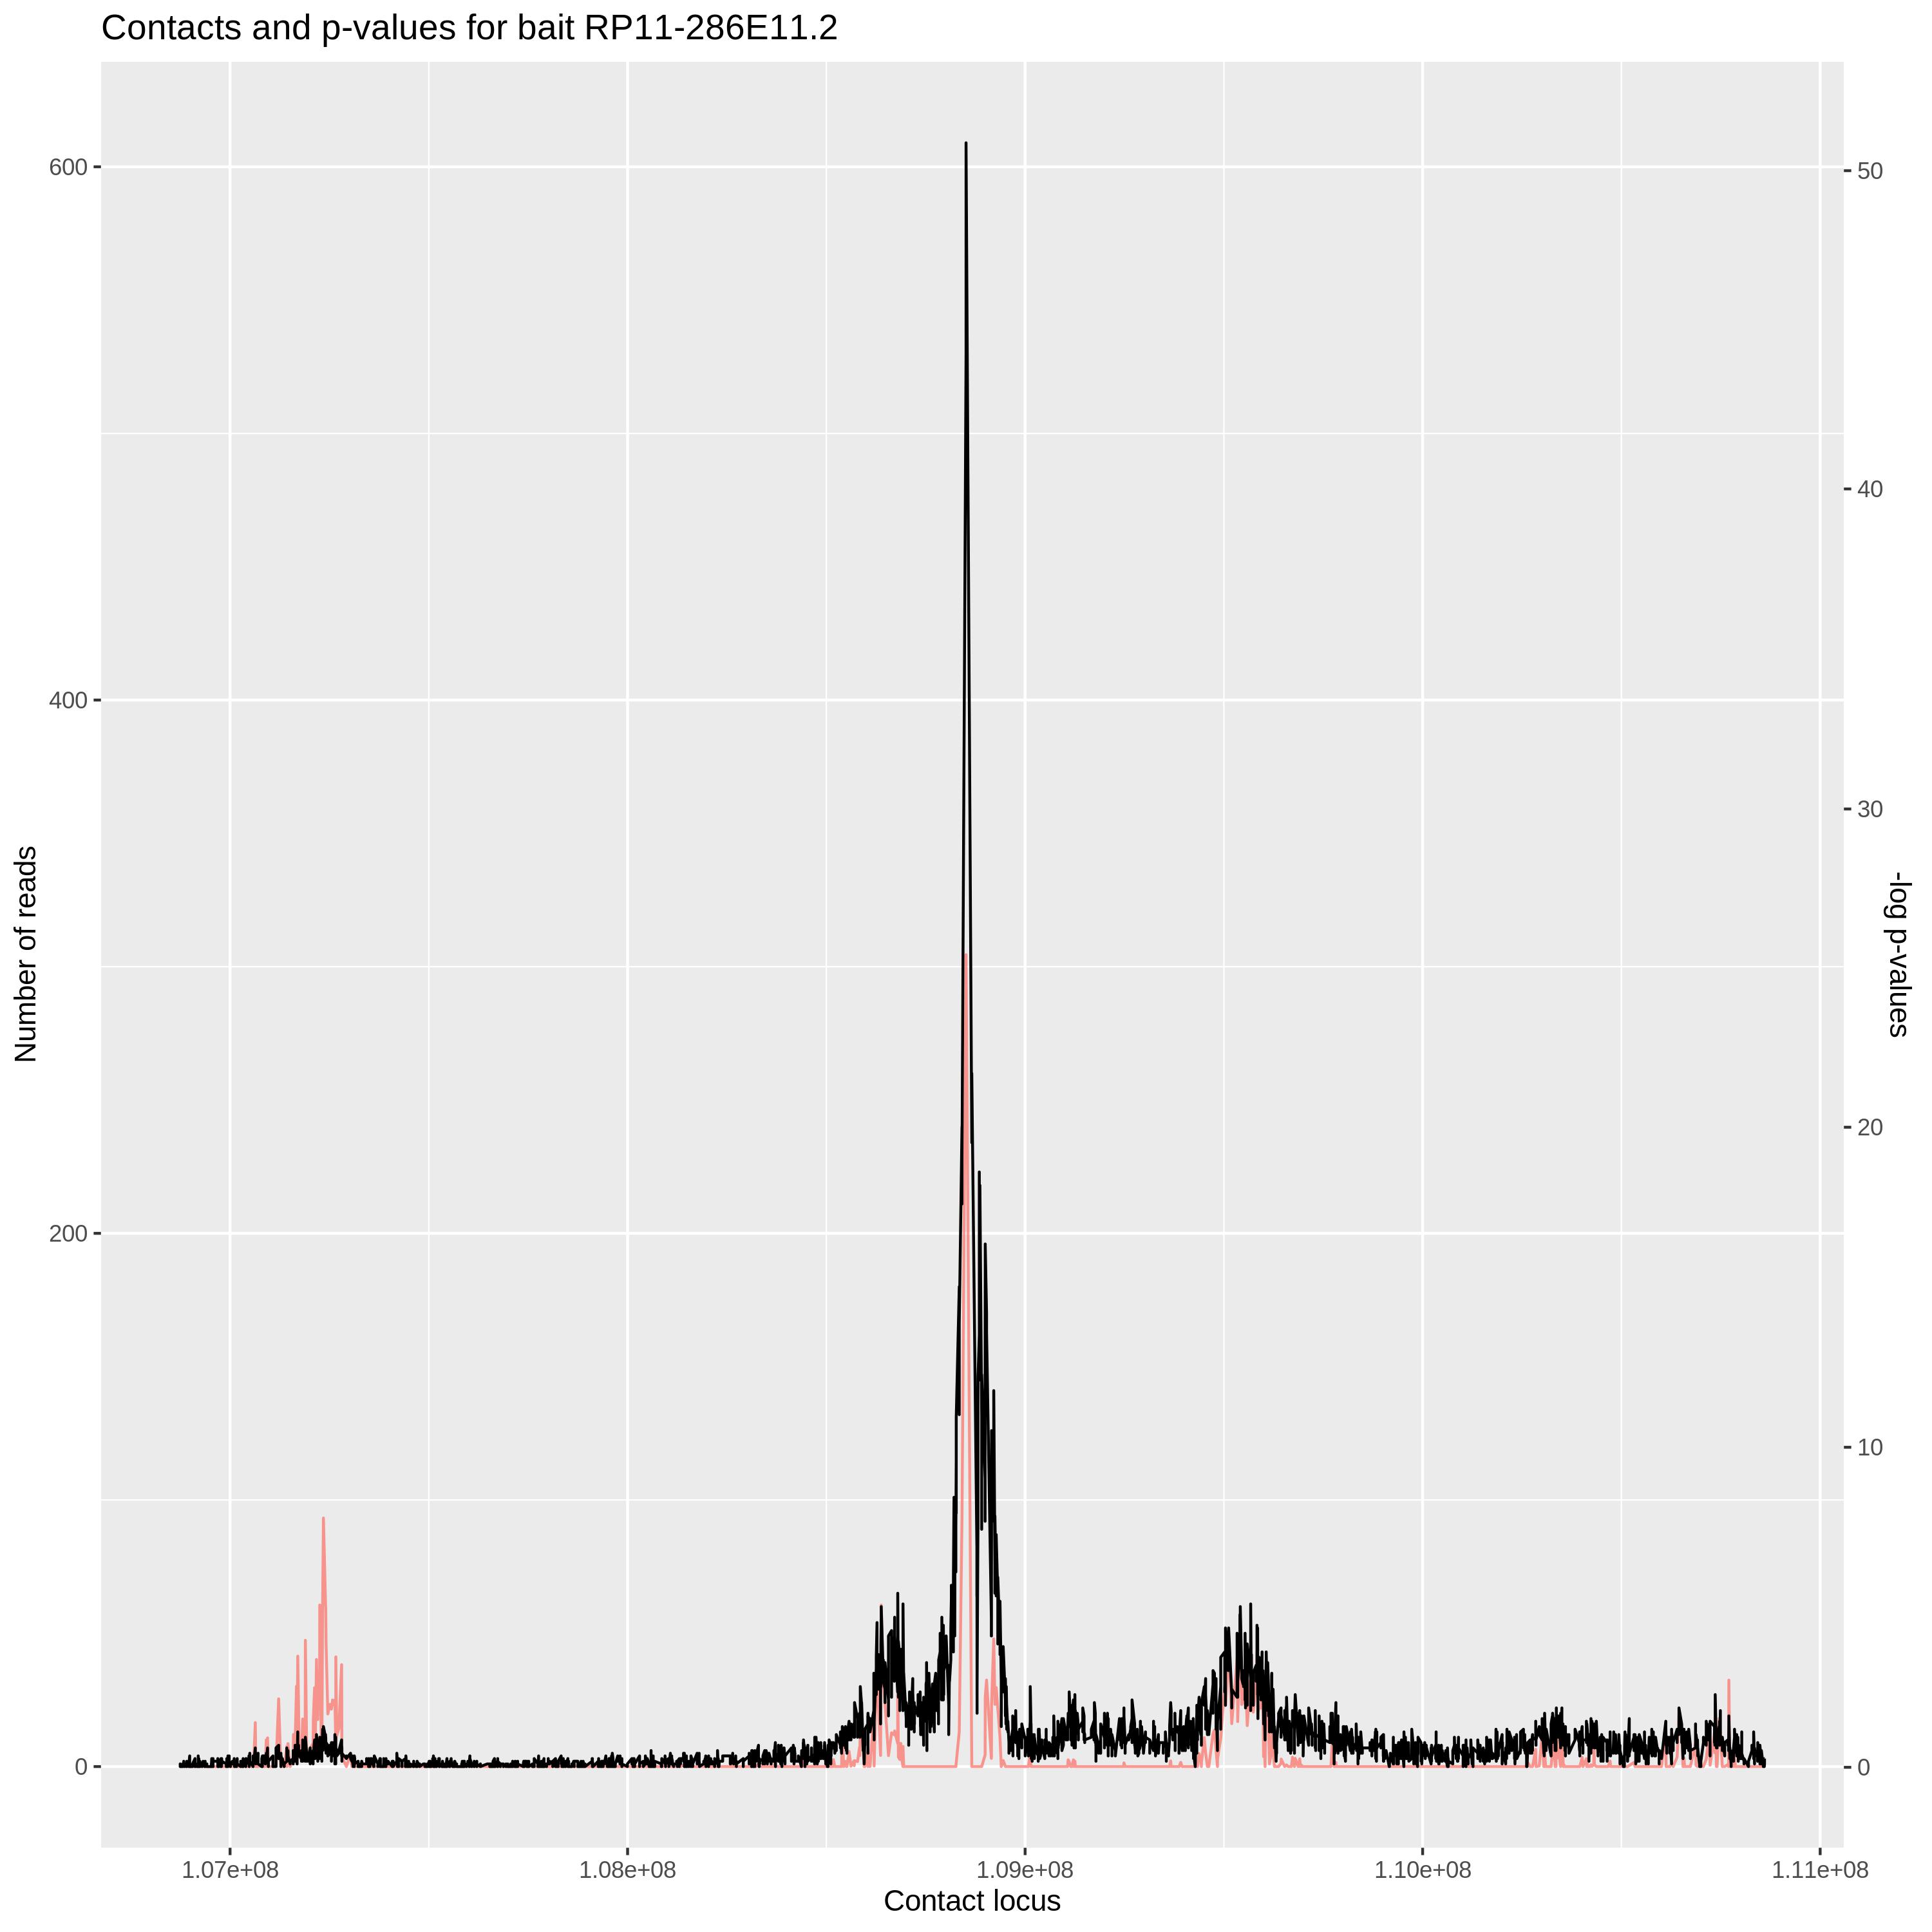 Contacts and p-values for bait RP11-286E11.2
600
400
200
0
Number of reads
50
40
30
20
10
0
-log p-values
1.07e+08 1.08e+08 1.09e+08 1.10e+08 1.11e+08
Contact locus